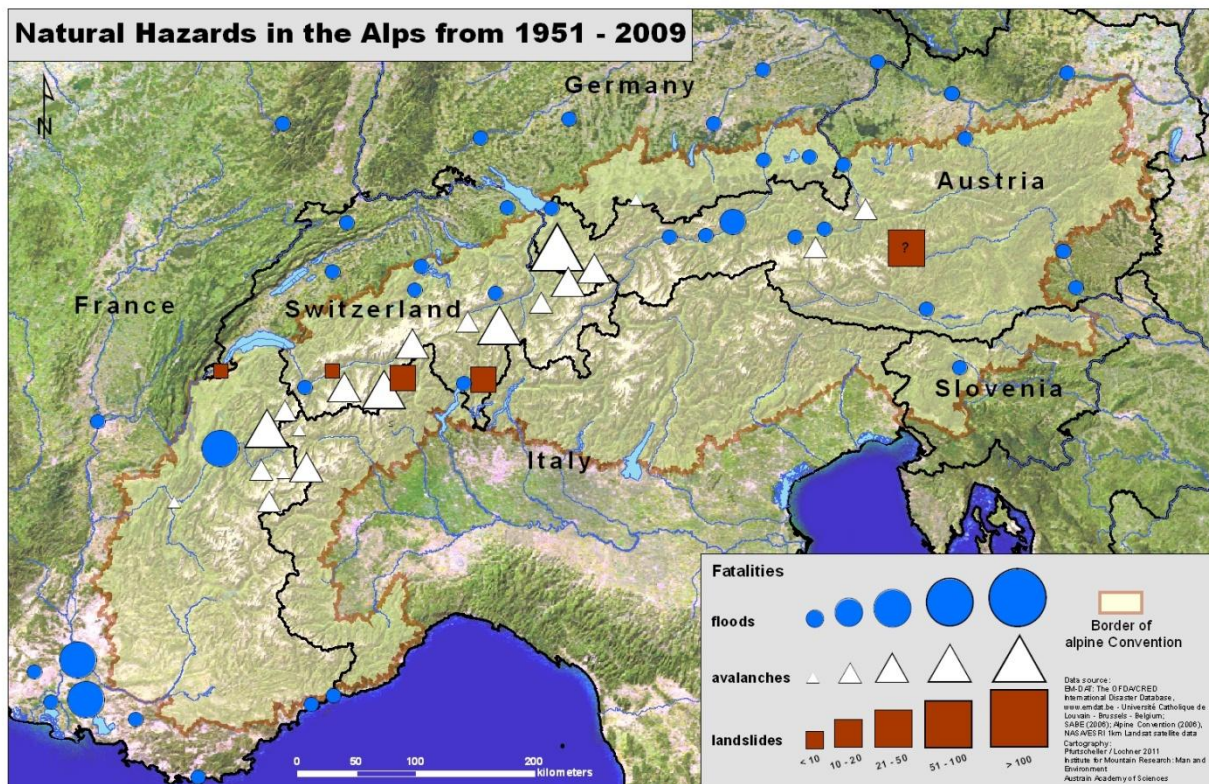 Natural Hazards in the Alps from 1951 - 2009
N
Germany
Austria
France
Switzerland
?
Slovenia
Italy
Fatalities
floods
avalanches
landslides
< 10
10 - 20
21 - 50
51 - 100
> 100
Border of
alpine Convention
Data source:
EM-DAT: The OFDA/CRED
International Disaster Database,
www.emdat.be - Université Catholique de
Louvain - Brussels - Belgium;
SABE (2006); Alpine Convention (2006),
NASA/ESRI 1km Landsat satellite data
Cartography:
Pfurtscheller / Lochner 2011
Institute for Mountain Research: Man and
Environment
Austrain Academy of Sciences
0 50 100 200
kilometers